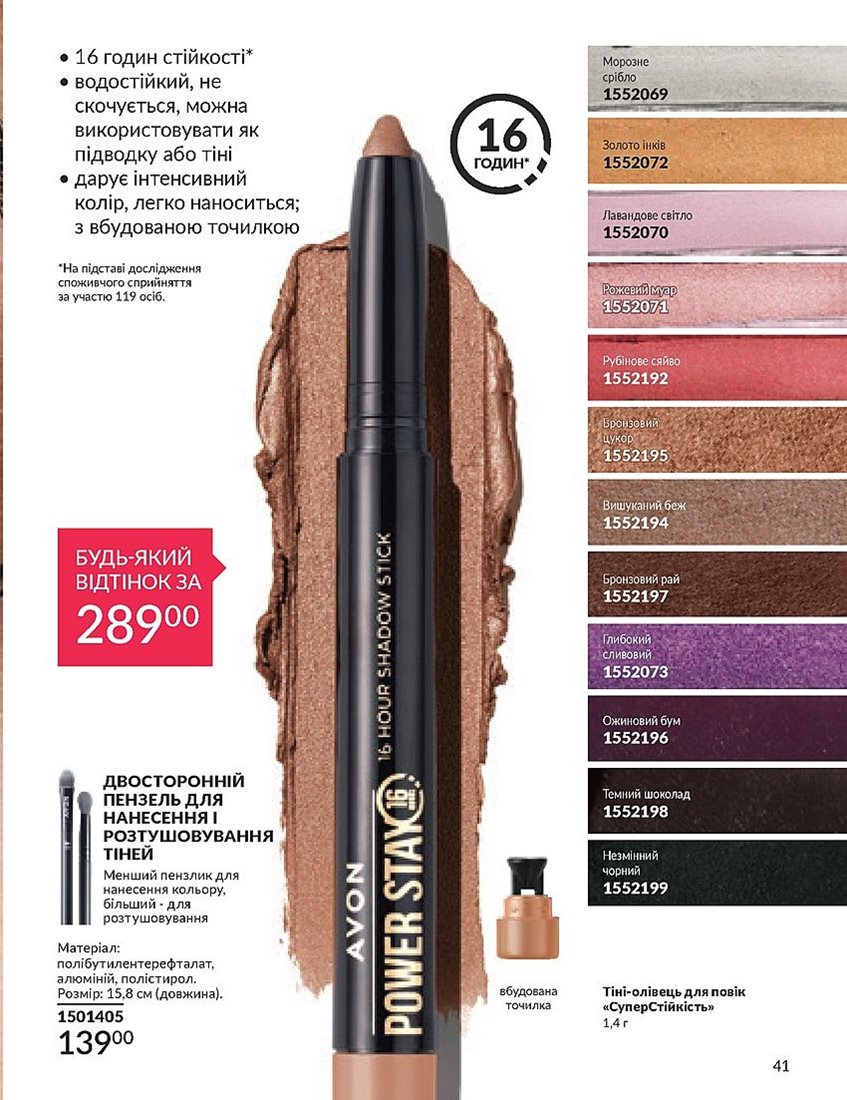 • 16 годин стійкості*
• водостійкий, не
скочується, можна
використовувати як
підводку або тіні
• дарує інтенсивний
колір, легко наноситься;
з вбудованою точилкою
*На підставі дослідження
споживчого сприйняття
за участю 119 осіб.
16
ГОДИН*
Морозне
срібло
1552069
Золото інків
1552072
Лавандове світло
1552070
Рожевий муар
1552071
Рубінове сяйво
1552192
Бронзовий
цукор
1552195
Вишуканий беж
1552194
Бронзовий рай
1552197
Глибокий
сливовий
1552073
Ожиновий бум
1552196
Темний шоколад
1552198
Незмінний
чорний
1552199
БУДЬ-ЯКИЙ
ВІДТІНОК ЗА
28900
16 HOUR SHADOW STICK
AVON
POWER STAY
16
ДВОСТОРОННІЙ
ПЕНЗЕЛЬ ДЛЯ
НАНЕСЕННЯ І
РОЗТУШОВУВАННЯ
ТІНЕЙ
Менший пензлик для
нанесення кольору,
більший - для
розтушовування
Матеріал:
полібутилентерефталат,
алюміній, полістирол.
Розмір: 15,8 см (довжина).
1501405
13900
вбудована
точилка
Тіні-олівець для повік
«СуперСтійкість»
1,4 г
41